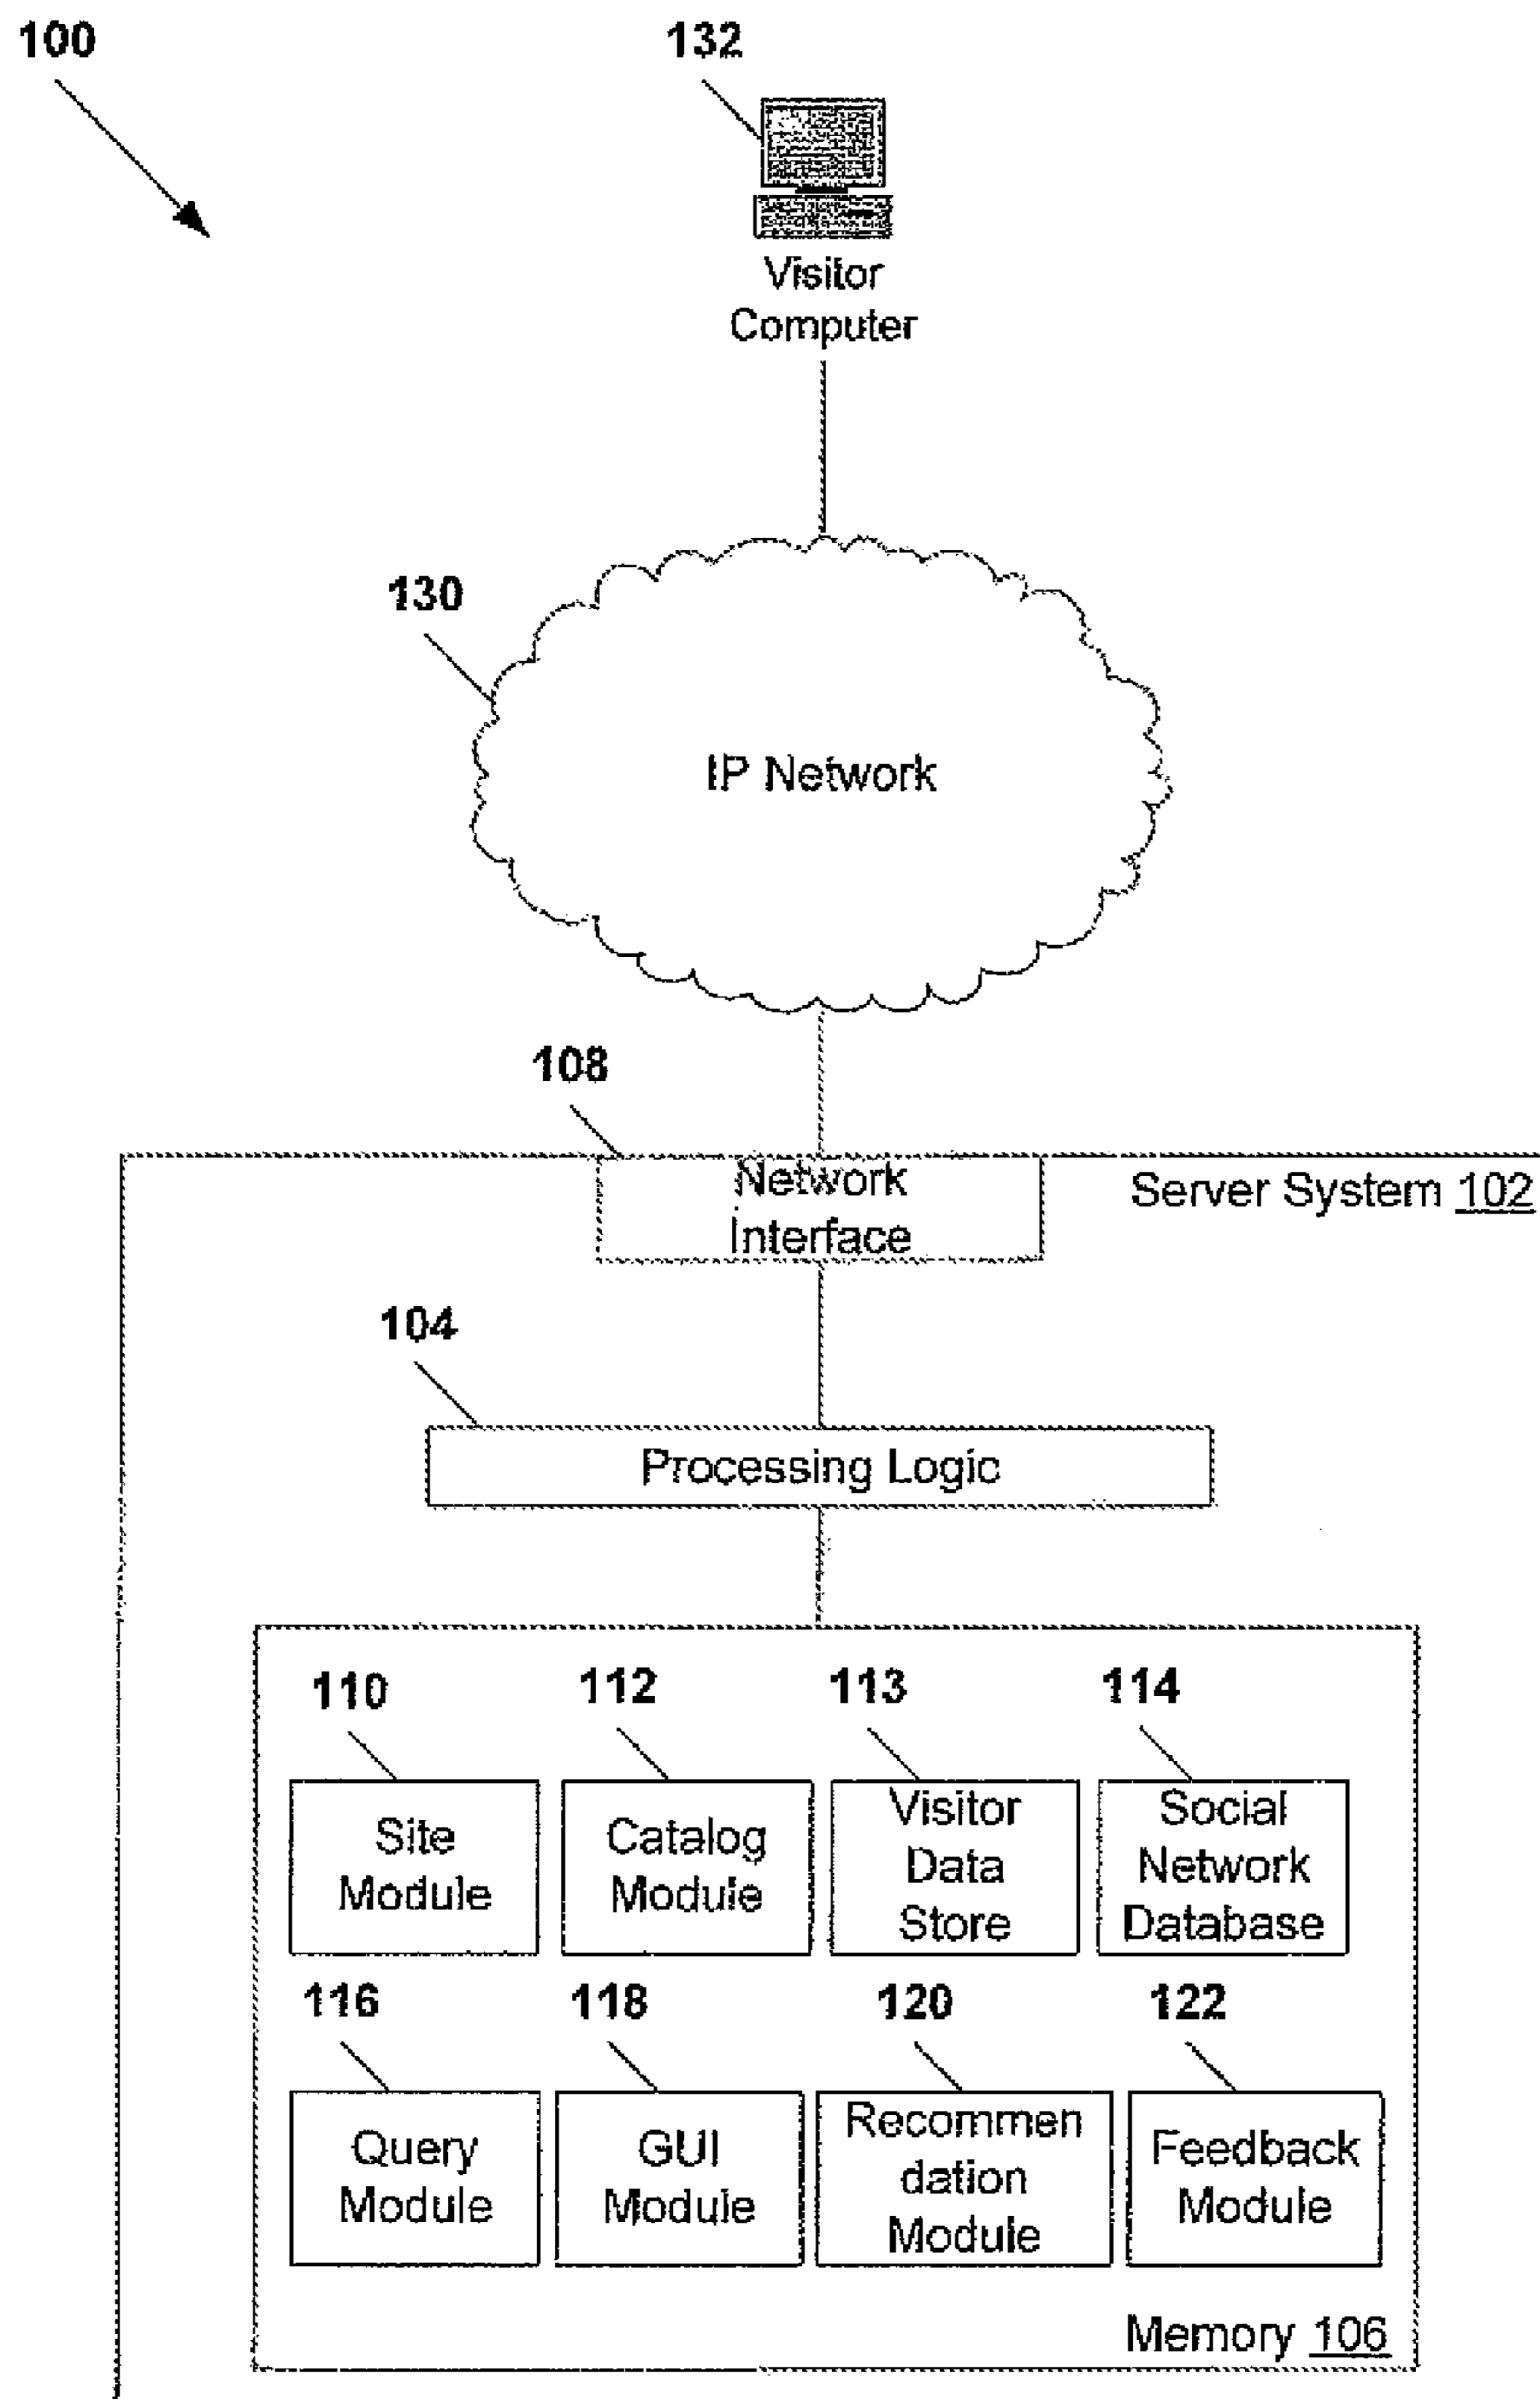 100
132
Visitor
Computer
130
IP Network
108
Network
Interface
Server System 102
104
Processing Logic
110
112
113
114
Site
Module
Catalog
Module
Visitor
Data
Store
Social
Network
Database
116
118
120
122
Query
Module
GUI
Module
Recommen
dation
Module
Feedback
Module
Memory 106